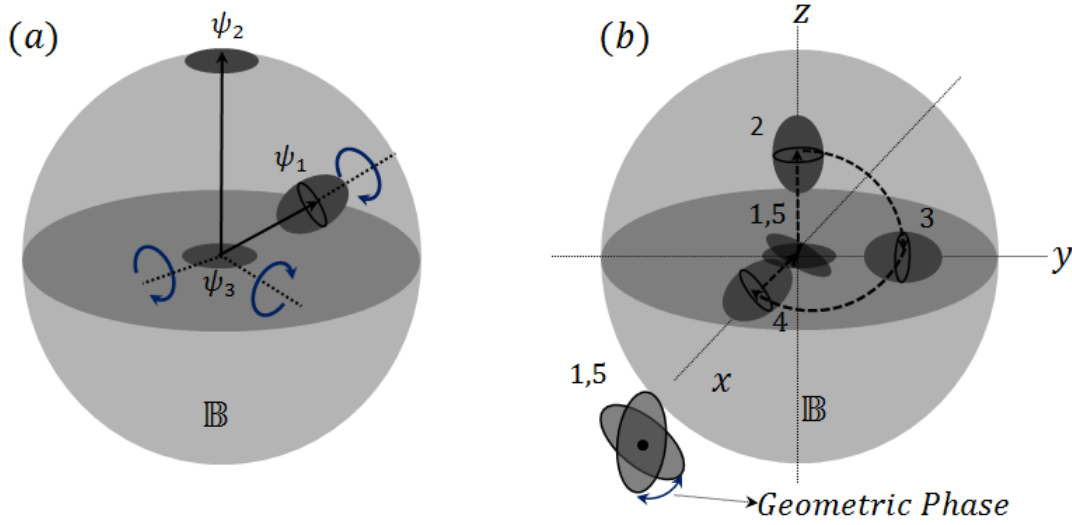 (a)
ψ₂
ψ₁
ψ₃
𝔹
(b)
z
2
1,5
3
y
4
x
1,5
𝔹
Geometric Phase